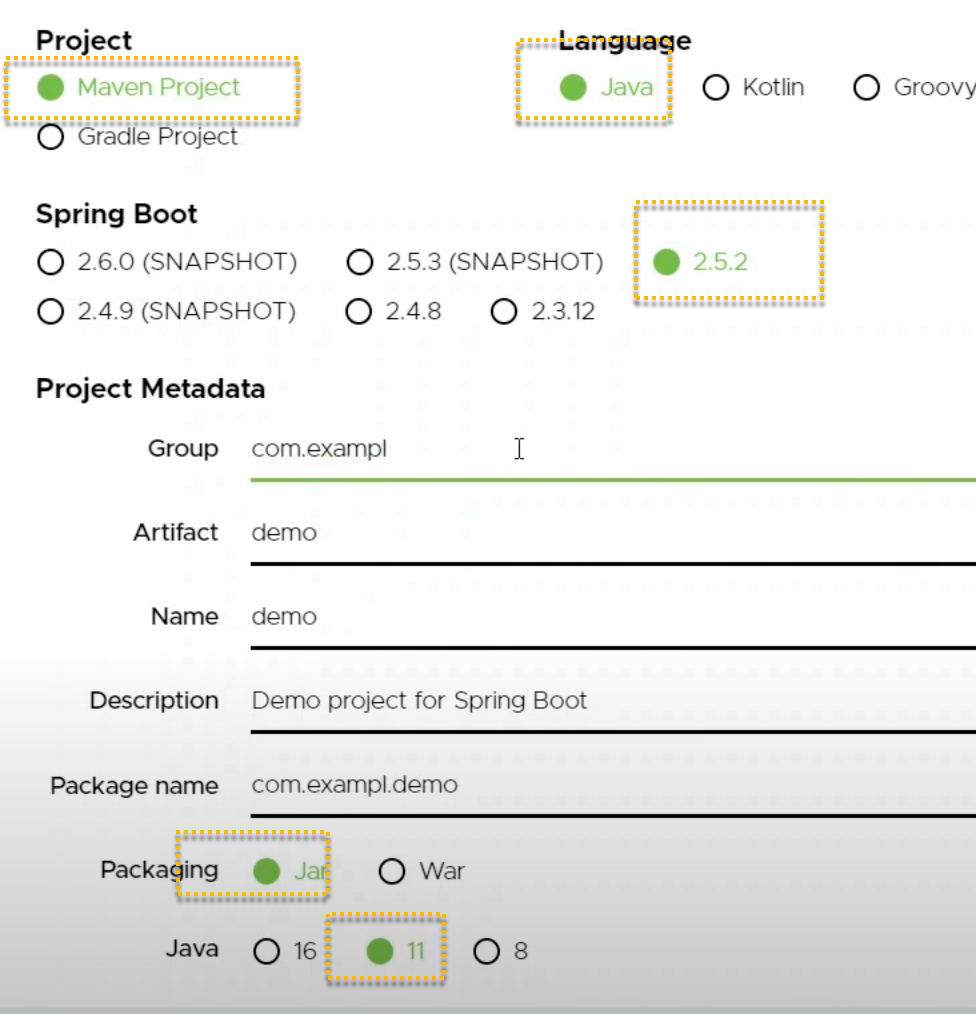 Project
Language
Maven Project
Java
Kotlin
Groovy
Gradle Project
Spring Boot
2.6.0 (SNAPSHOT)
2.5.3 (SNAPSHOT)
2.5.2
2.4.9 (SNAPSHOT)
2.4.8
2.3.12
Project Metadata
Group com.exampl
Artifact demo
Name demo
Description Demo project for Spring Boot
Package name com.exampl.demo
Packaging Jar War
Java 16 11 8